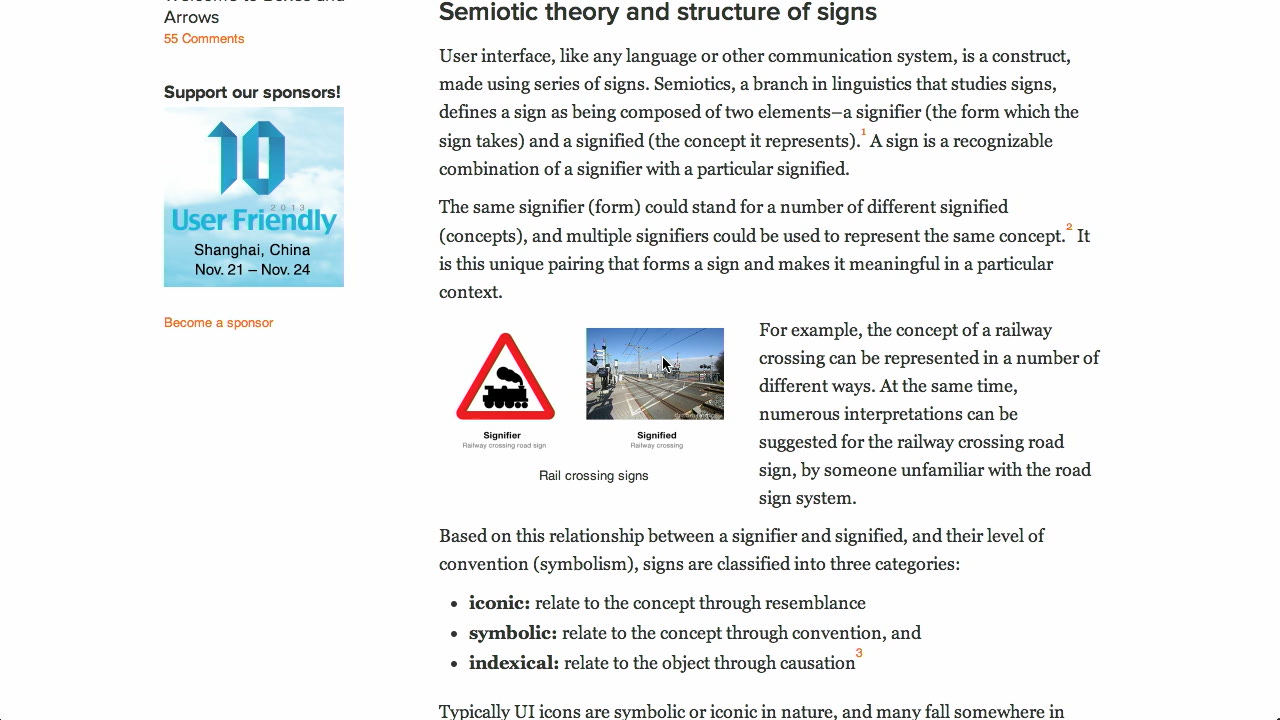 Arrows
55 Comments
Support our sponsors!
10
2013
User Friendly
Shanghai, China
Nov. 21 – Nov. 24
Become a sponsor
Semiotic theory and structure of signs
User interface, like any language or other communication system, is a construct,
made using series of signs. Semiotics, a branch in linguistics that studies signs,
defines a sign as being composed of two elements–a signifier (the form which the
sign takes) and a signified (the concept it represents).1 A sign is a recognizable
combination of a signifier with a particular signified.
The same signifier (form) could stand for a number of different signified
(concepts), and multiple signifiers could be used to represent the same concept.2 It
is this unique pairing that forms a sign and makes it meaningful in a particular
context.
Signifier
Railway crossing road sign
Signified
Railway crossing
Rail crossing signs
For example, the concept of a railway
crossing can be represented in a number of
different ways. At the same time,
numerous interpretations can be
suggested for the railway crossing road
sign, by someone unfamiliar with the road
sign system.
Based on this relationship between a signifier and signified, and their level of
convention (symbolism), signs are classified into three categories:
• iconic: relate to the concept through resemblance
• symbolic: relate to the concept through convention, and
• indexical: relate to the object through causation3
Typically UI icons are symbolic or iconic in nature, and many fall somewhere in